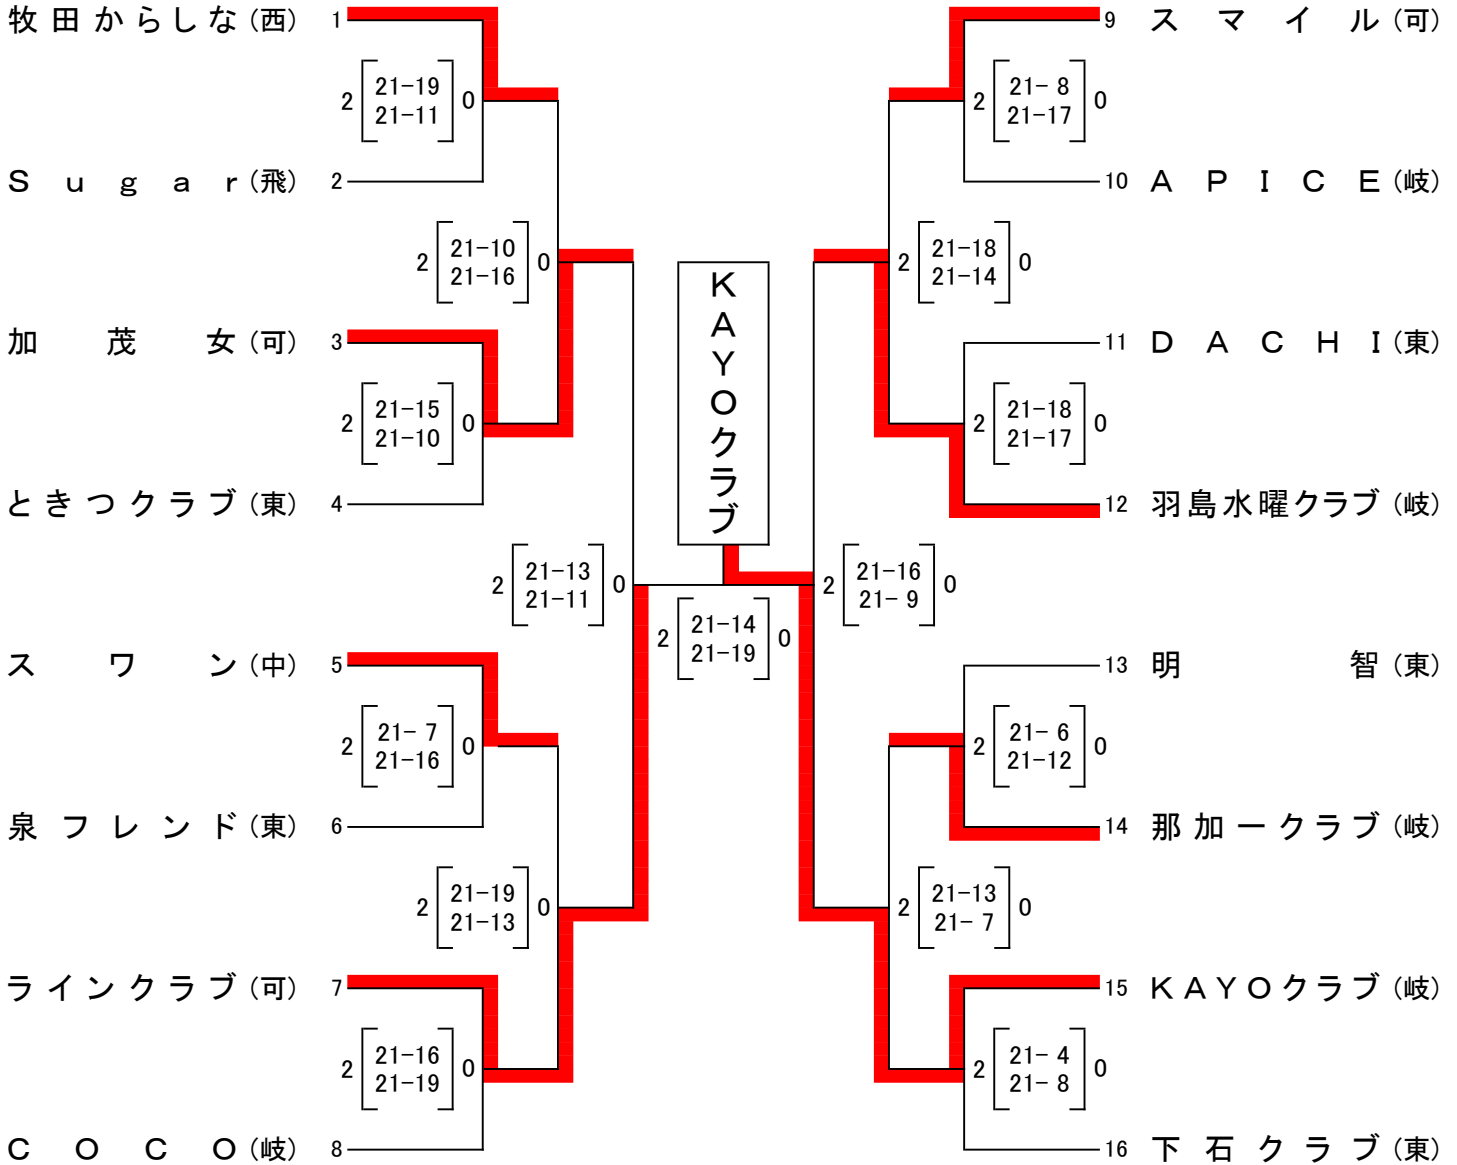 牧田からしな(西) 1
2 21-19 0
21-11
Sugar(飛) 2
2 21-10 0
21-16
加茂女(可) 3
2 21-15 0
21-10
ときつクラブ(東) 4
2 21-13 0
21-11
スワン(中) 5
2 21- 7 0
21-16
泉フレンド(東) 6
2 21-19 0
21-13
ラインクラブ(可) 7
2 21-16 0
21-19
COCO(岐) 8
KAYOクラブ
2 21-14 0
21-19
9 スマイル(可)
2 21- 8 0
21-17
10 APICE(岐)
2 21-18 0
21-14
11 DACHI(東)
2 21-18 0
21-17
12 羽島水曜クラブ(岐)
2 21-16 0
21- 9
13 明智(東)
2 21- 6 0
21-12
14 那加一クラブ(岐)
2 21-13 0
21- 7
15 KAYOクラブ(岐)
2 21- 4 0
21- 8
16 下石クラブ(東)